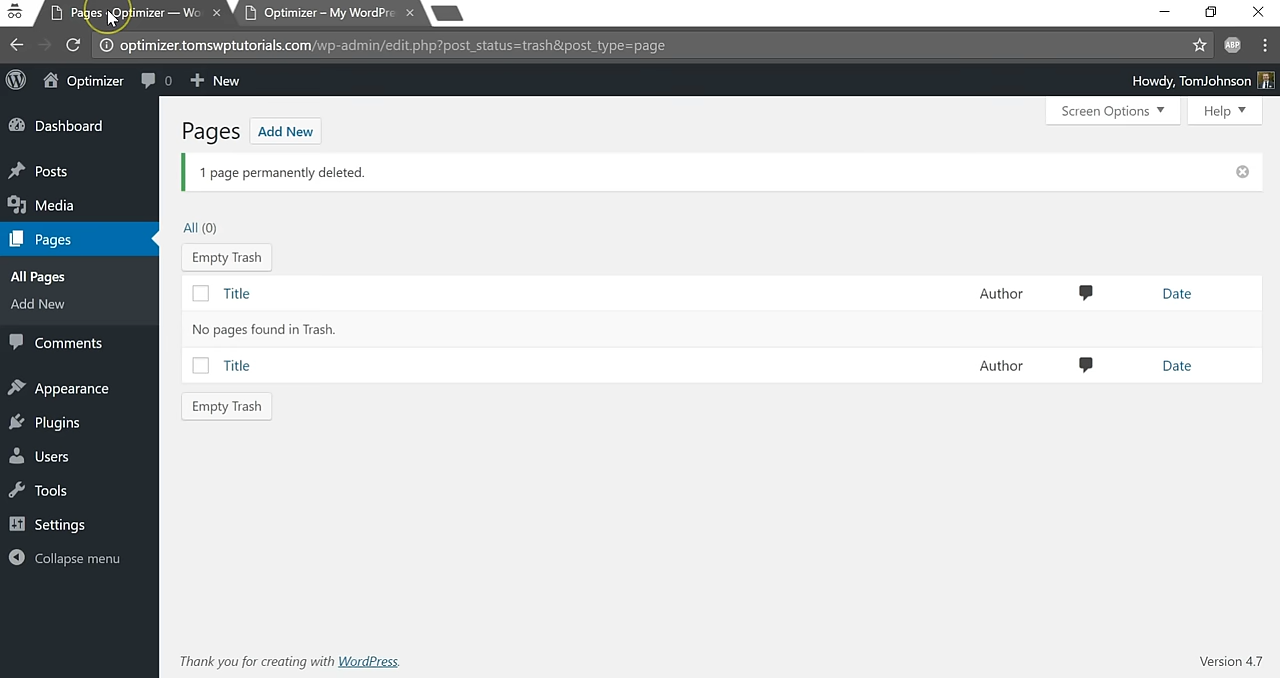 Pages ‹ Optimizer — Wo
Optimizer – My WordPre
optimizer.tomswptutorials.com/wp-admin/edit.php?post_status=trash&post_type=page
ABP
Optimizer
0
New
Howdy, TomJohnson
Dashboard
Posts
Media
Pages
All Pages
Add New
Comments
Appearance
Plugins
Users
Tools
Settings
Collapse menu
Screen Options
Help
Pages
Add New
1 page permanently deleted.
All (0)
Empty Trash
Title Author Date
No pages found in Trash.
Title Author Date
Empty Trash
Thank you for creating with WordPress.
Version 4.7